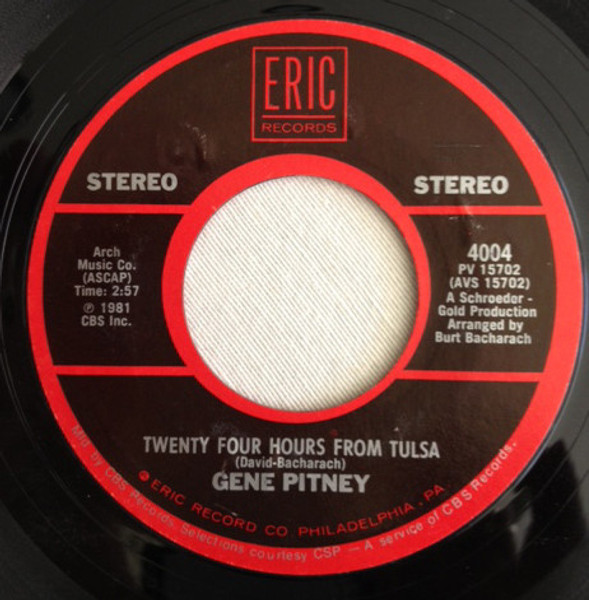 ERIC
RECORDS
STEREO
STEREO
Arch
Music Co.
(ASCAP)
Time: 2:57
℗ 1981
CBS Inc.
4004
PV 15702
(AVS 15702)
A Schroeder -
Gold Production
Arranged by
Burt Bacharach
TWENTY FOUR HOURS FROM TULSA
(David-Bacharach)
GENE PITNEY
℗ ERIC RECORD CO. PHILADELPHIA, PA.
Mfd by CBS Records. Selections courtesy CSP – A service of CBS Records.